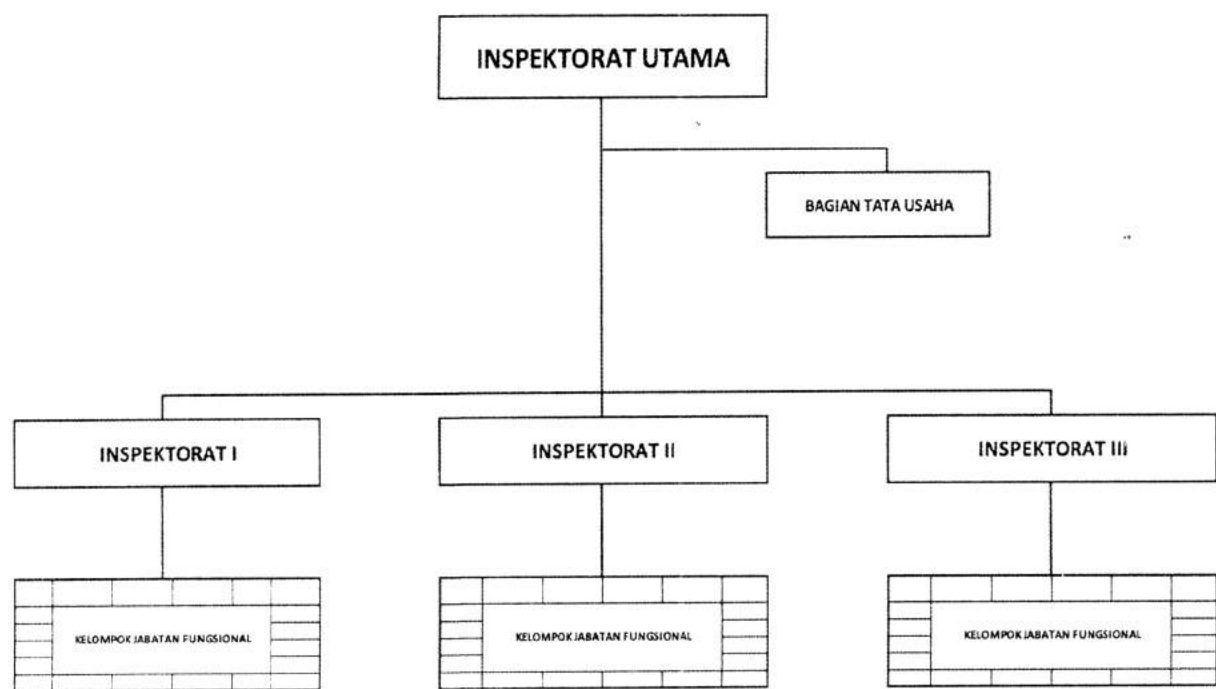 INSPEKTORAT UTAMA
BAGIAN TATA USAHA
INSPEKTORAT I
INSPEKTORAT II
INSPEKTORAT III
KELOMPOK JABATAN FUNGSIONAL
KELOMPOK JABATAN FUNGSIONAL
KELOMPOK JABATAN FUNGSIONAL